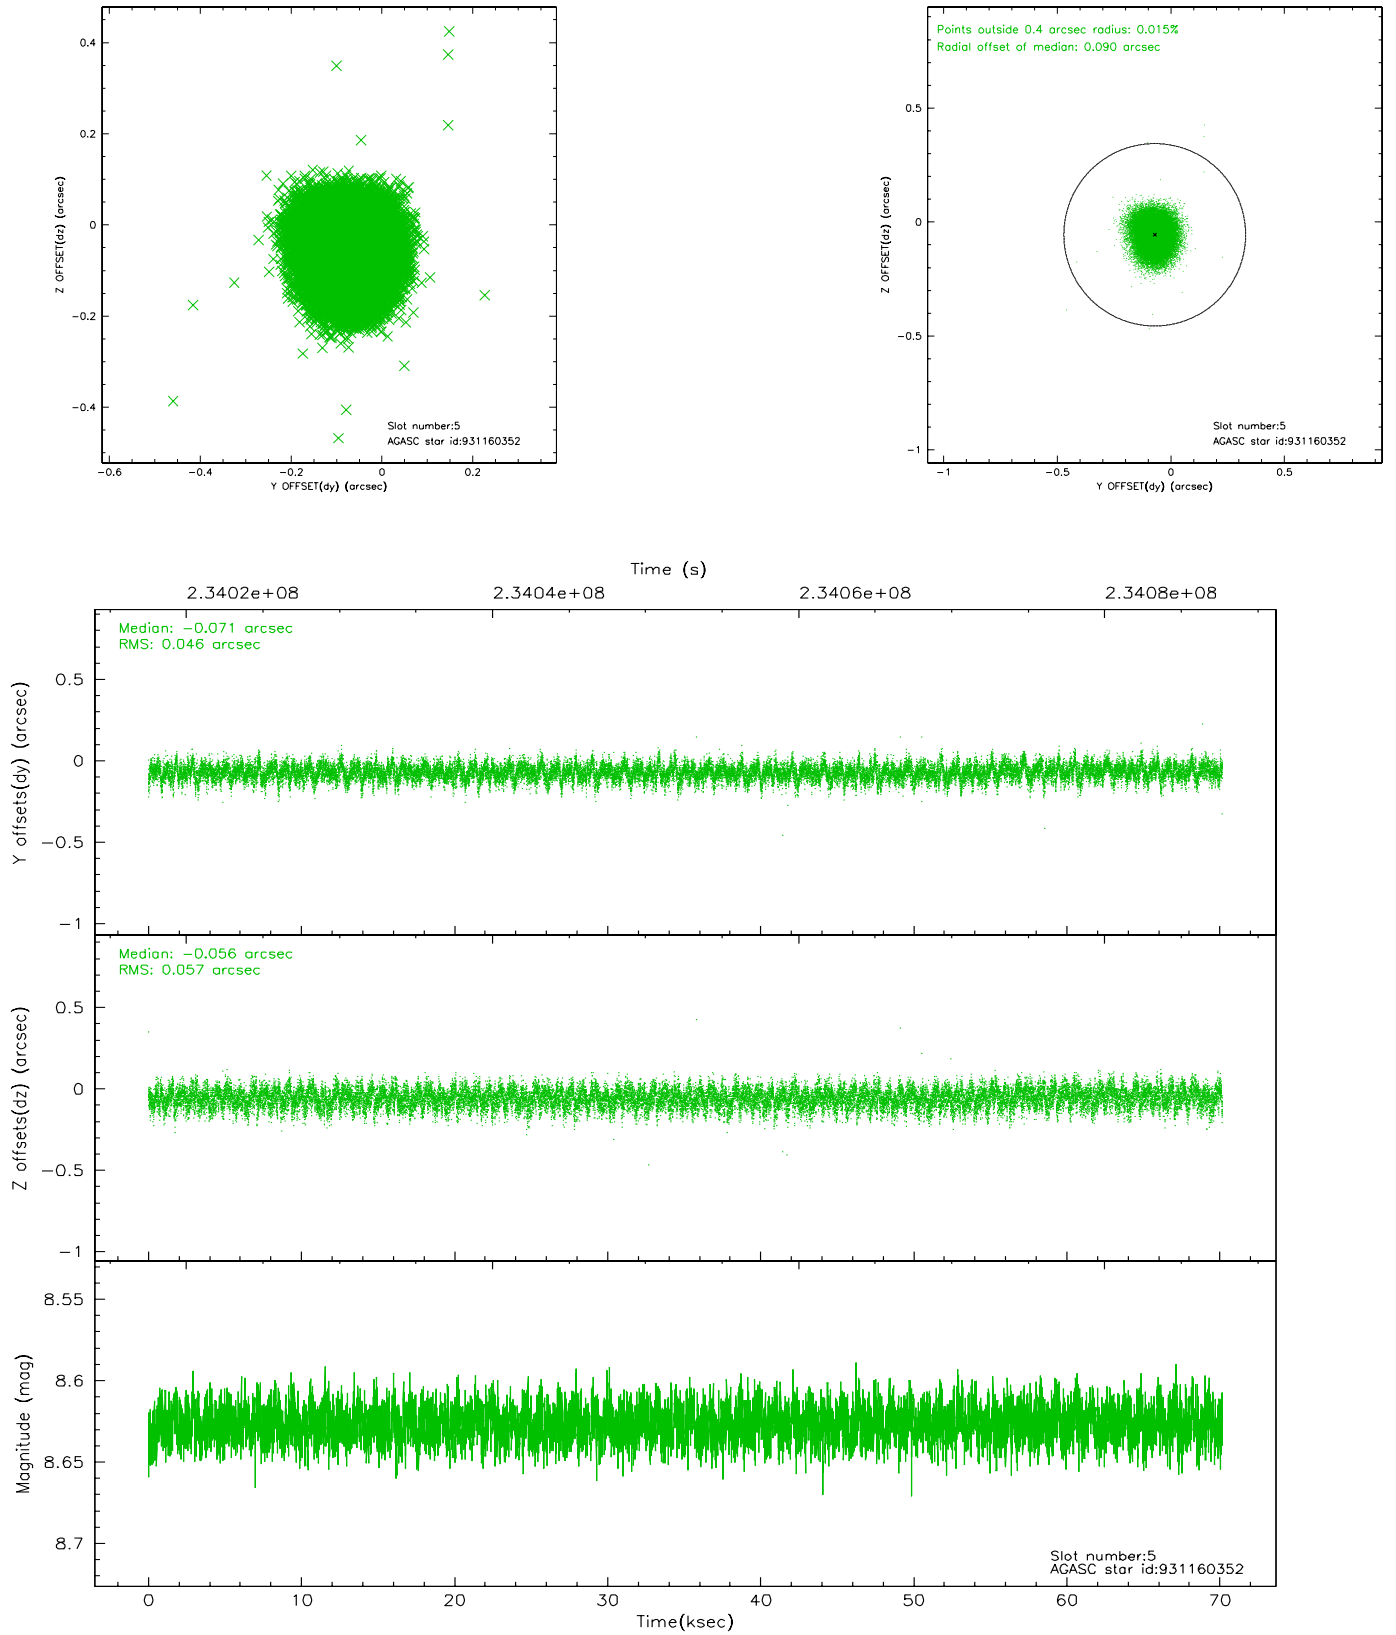 0.4
0.2
0
−0.2
−0.4
Z OFFSET(dz) (arcsec)
Slot number:5
AGASC star id:931160352
−0.6
−0.4
−0.2
0
0.2
Y OFFSET(dy) (arcsec)
Points outside 0.4 arcsec radius: 0.015%
Radial offset of median: 0.090 arcsec
0.5
0
−0.5
−1
Z OFFSET(dz) (arcsec)
Slot number:5
AGASC star id:931160352
−1
−0.5
0
0.5
Y OFFSET(dy) (arcsec)
Time (s)
2.3402e+08
2.3404e+08
2.3406e+08
2.3408e+08
Median: −0.071 arcsec
RMS: 0.046 arcsec
0.5
0
−0.5
−1
Y offsets(dy) (arcsec)
Median: −0.056 arcsec
RMS: 0.057 arcsec
0.5
0
−0.5
−1
Z offsets(dz) (arcsec)
8.55
8.6
8.65
8.7
Magnitude (mag)
Slot number:5
AGASC star id:931160352
0
10
20
30
40
50
60
70
Time(ksec)